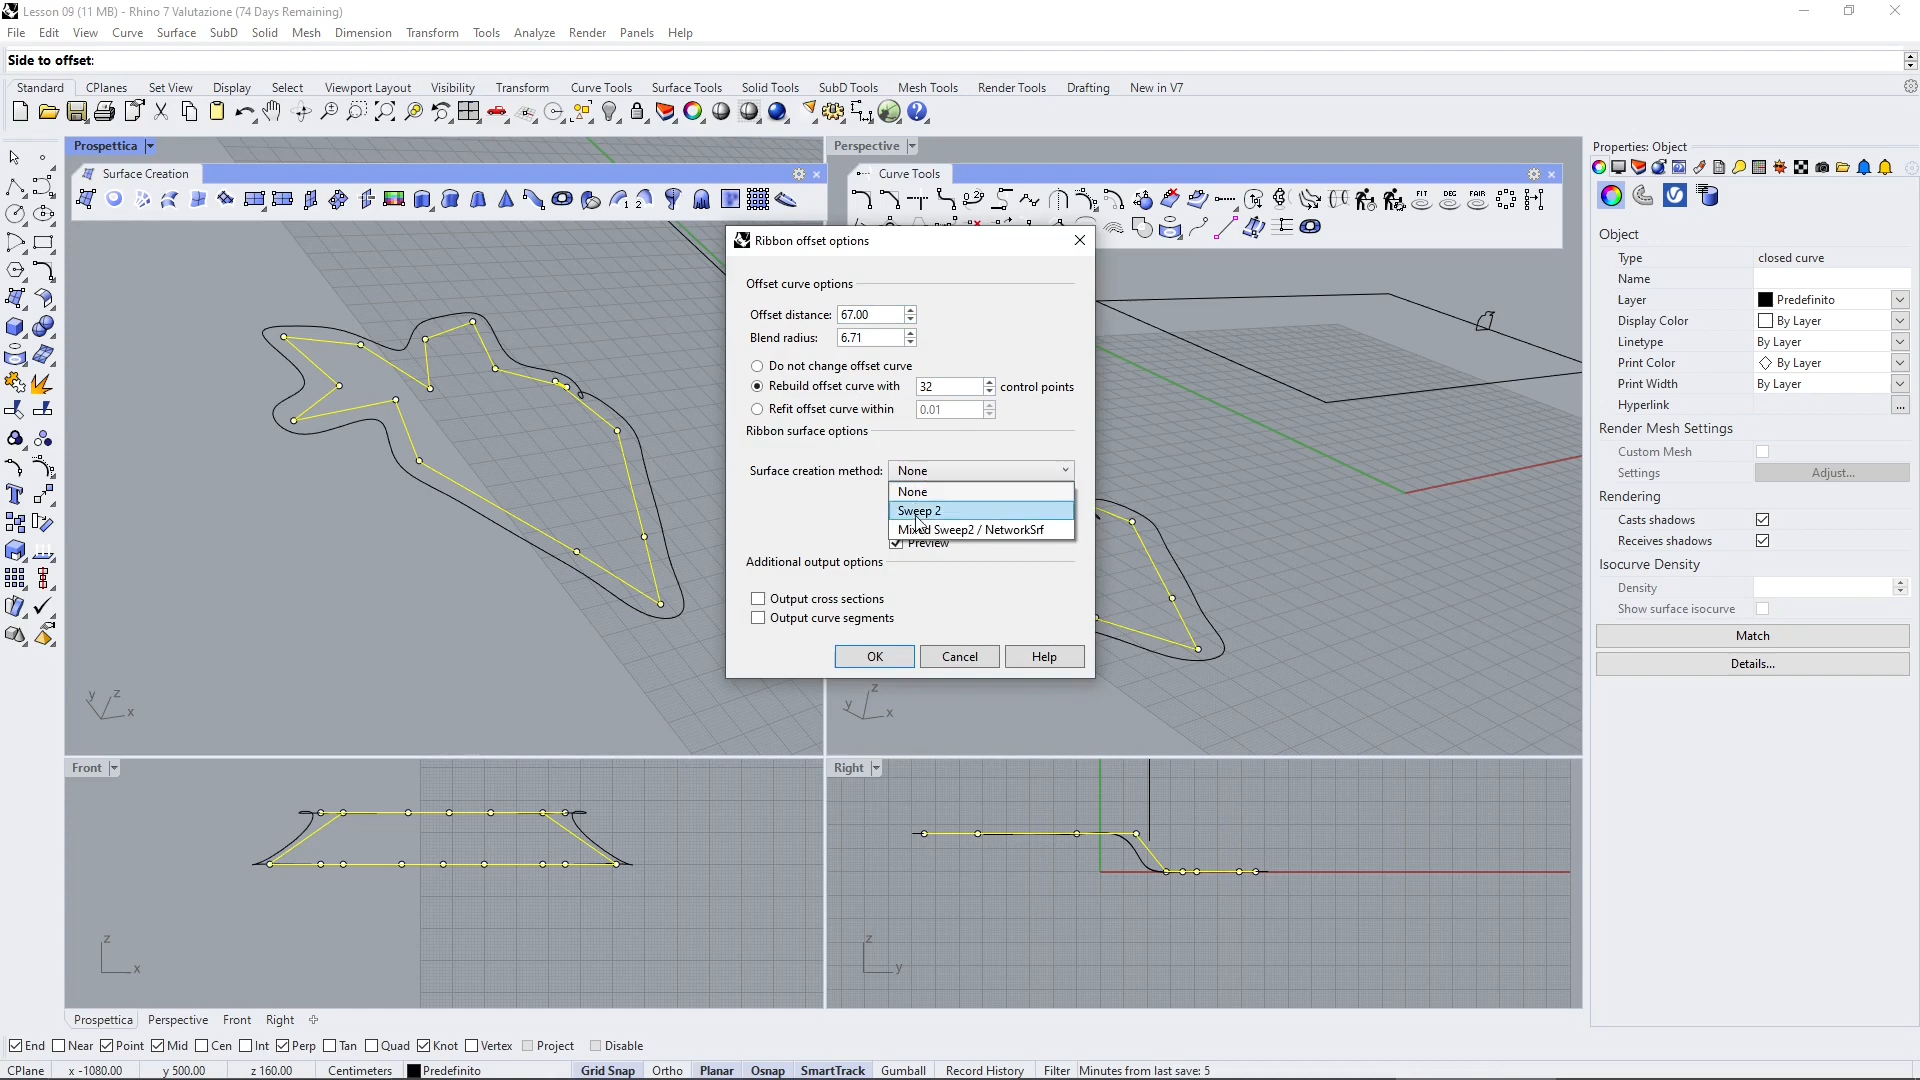 Lesson 09 (11 MB) - Rhino 7 Valutazione (74 Days Remaining)
File Edit View Curve Surface SubD Solid Mesh Dimension Transform Tools Analyze Render Panels Help
Side to offset:
Standard CPlanes Set View Display Select Viewport Layout Visibility Transform Curve Tools Surface Tools Solid Tools SubD Tools Mesh Tools Render Tools Drafting New in V7
Prospettica
Surface Creation
Perspective
Curve Tools
FIT DEG FAIR
Ribbon offset options
Offset curve options
Offset distance: 67.00
Blend radius: 6.71
Do not change offset curve
Rebuild offset curve with 32 control points
Refit offset curve within 0.01
Ribbon surface options
Surface creation method: None
None
Sweep 2
Mixed Sweep2 / NetworkSrf
Preview
Additional output options
Output cross sections
Output curve segments
OK Cancel Help
y z x
y z x
Front
z x
Right
z y
Properties: Object
Object
Type closed curve
Name
Layer Predefinito
Display Color By Layer
Linetype By Layer
Print Color By Layer
Print Width By Layer
Hyperlink ...
Render Mesh Settings
Custom Mesh
Settings Adjust...
Rendering
Casts shadows
Receives shadows
Isocurve Density
Density
Show surface isocurve
Match
Details...
Prospettica Perspective Front Right
End Near Point Mid Cen Int Perp Tan Quad Knot Vertex Project Disable
CPlane x -1080.00 y 500.00 z 160.00 Centimeters Predefinito Grid Snap Ortho Planar Osnap SmartTrack Gumball Record History Filter Minutes from last save: 5